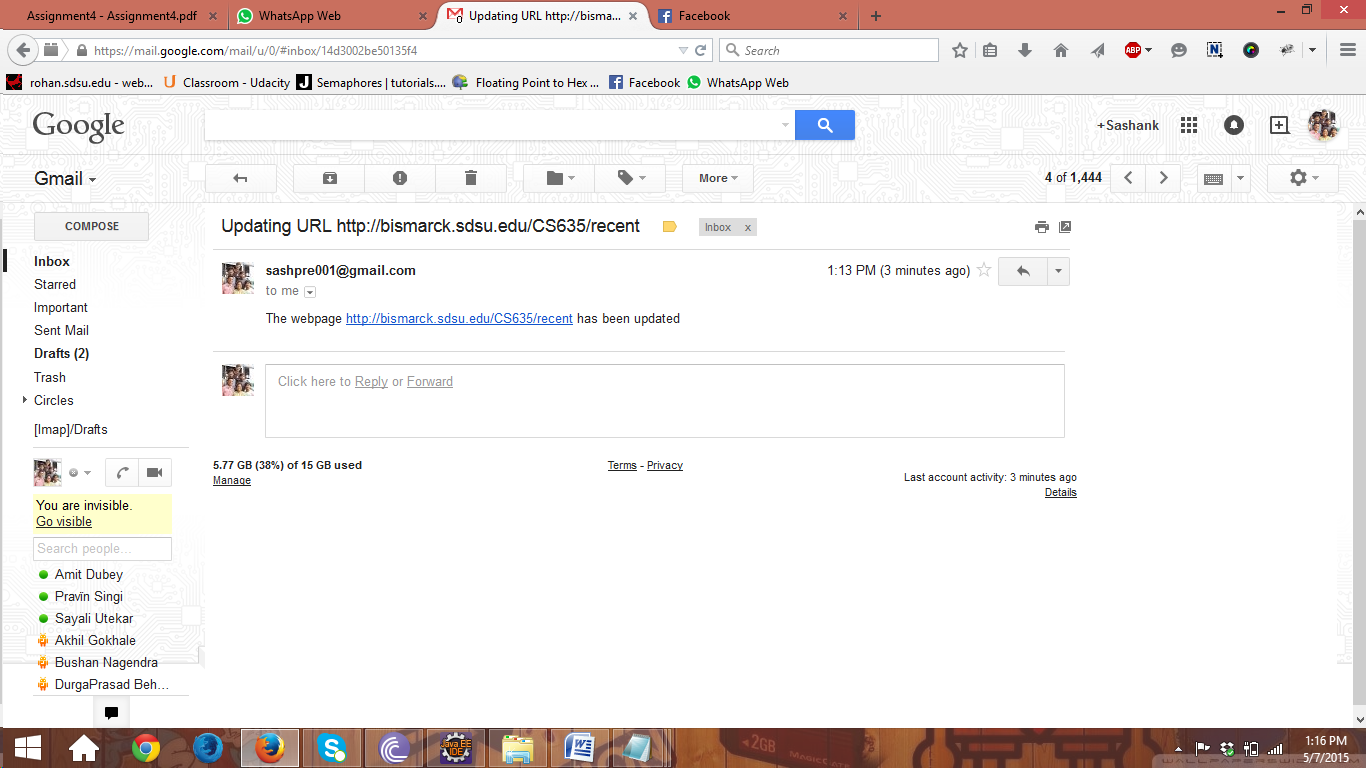 Assignment4 - Assignment4.pdf
WhatsApp Web
Updating URL http://bisma...
Facebook
https://mail.google.com/mail/u/0/#inbox/14d3002be50135f4
Search
ABP
rohan.sdsu.edu - web...
Classroom - Udacity
Semaphores | tutorials....
Floating Point to Hex ...
Facebook
WhatsApp Web
Google
+Sashank
Gmail
More
4 of 1,444
COMPOSE
Updating URL http://bismarck.sdsu.edu/CS635/recent
Inbox x
Inbox
Starred
Important
Sent Mail
Drafts (2)
Trash
Circles
[Imap]/Drafts
sashpre001@gmail.com
1:13 PM (3 minutes ago)
to me
The webpage http://bismarck.sdsu.edu/CS635/recent has been updated
Click here to Reply or Forward
5.77 GB (38%) of 15 GB used
Manage
Terms - Privacy
Last account activity: 3 minutes ago
Details
You are invisible.
Go visible
Search people...
Amit Dubey
Pravin Singi
Sayali Utekar
Akhil Gokhale
Bushan Nagendra
DurgaPrasad Beh...
Java EE
IDE
2GB
1:16 PM
5/7/2015